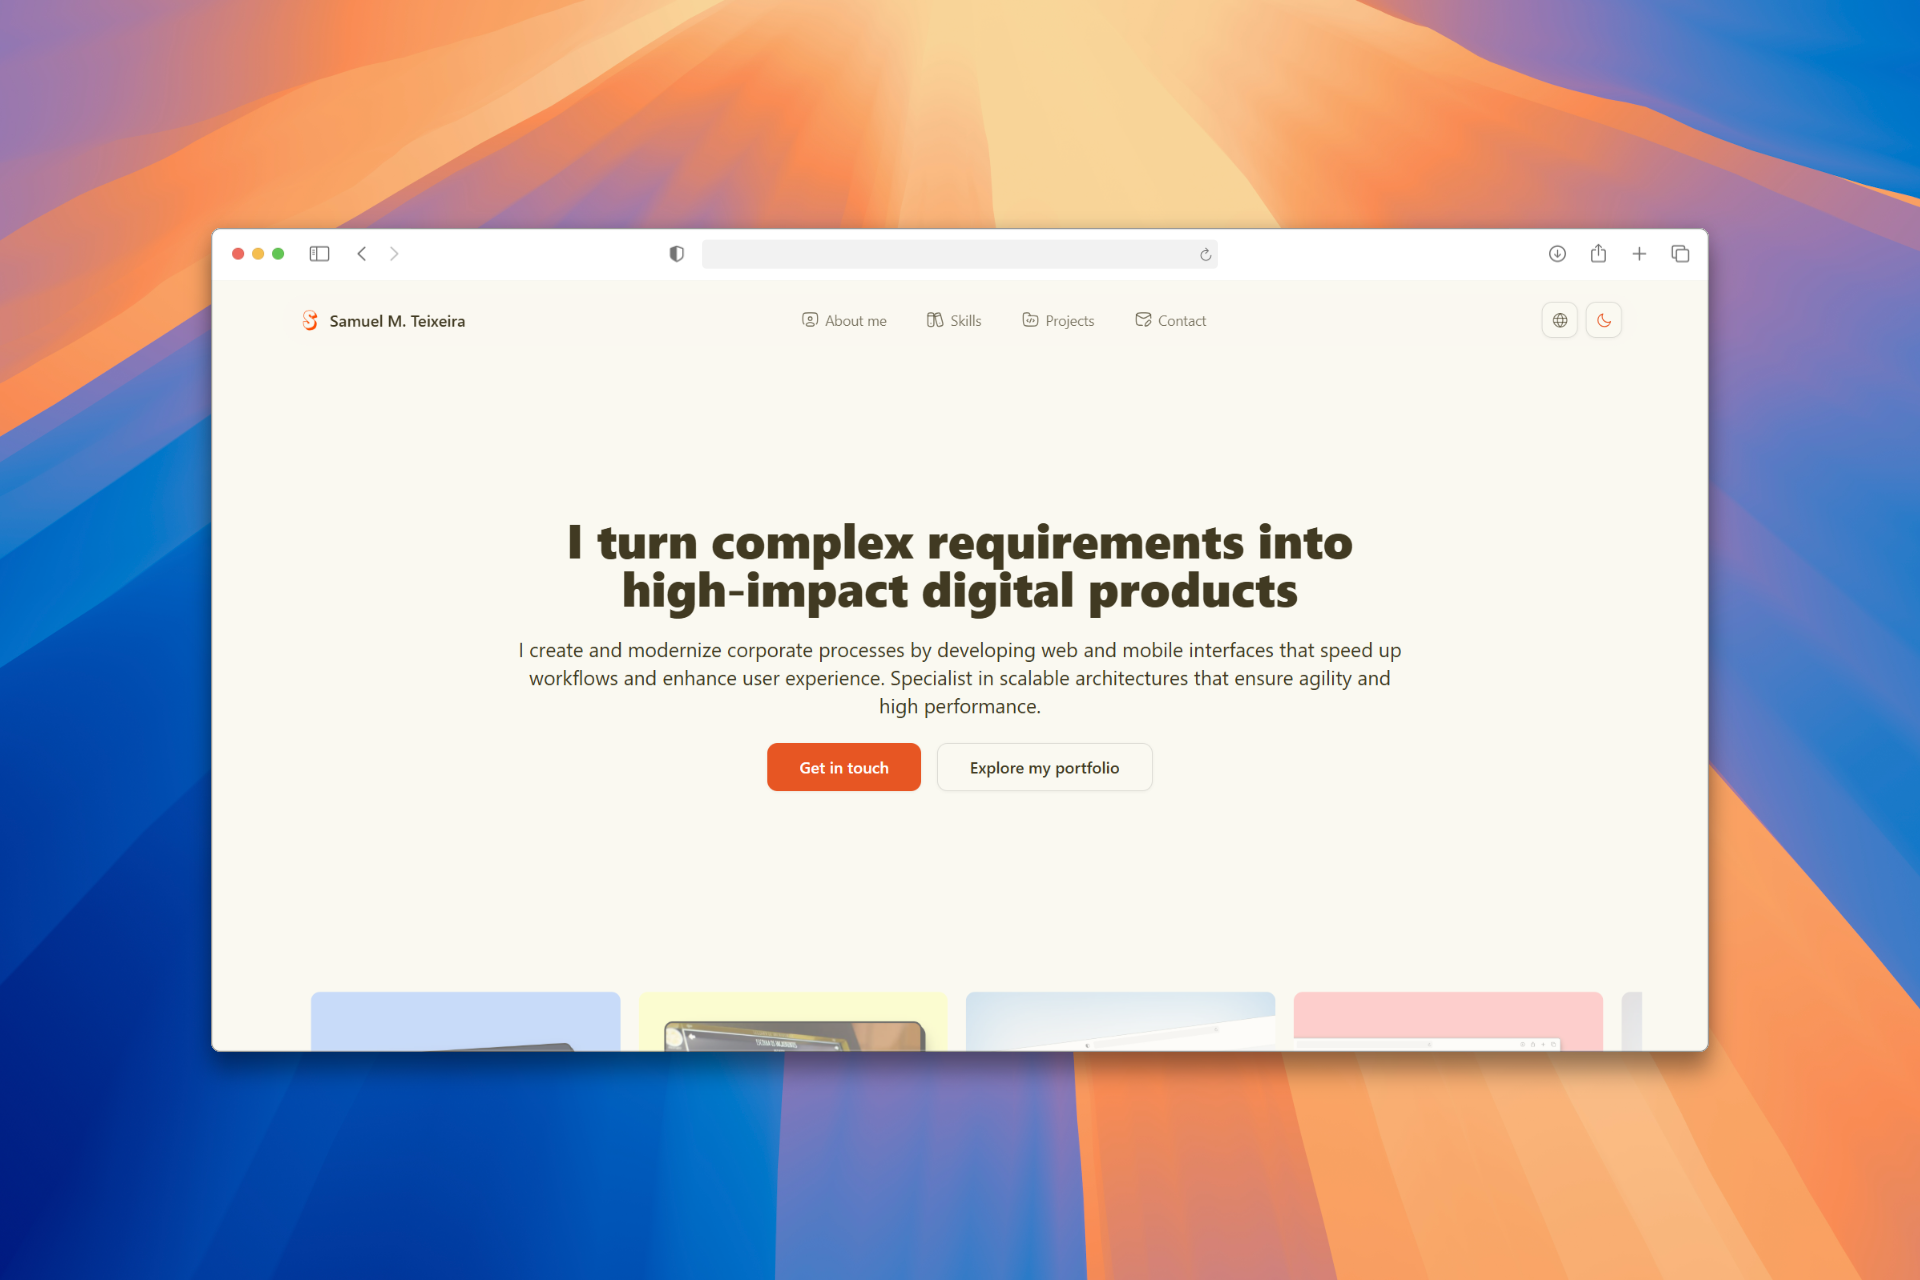 Samuel M. Teixeira
About me
Skills
Projects
Contact
I turn complex requirements into
high-impact digital products
I create and modernize corporate processes by developing web and mobile interfaces that speed up
workflows and enhance user experience. Specialist in scalable architectures that ensure agility and
high performance.
Get in touch
Explore my portfolio